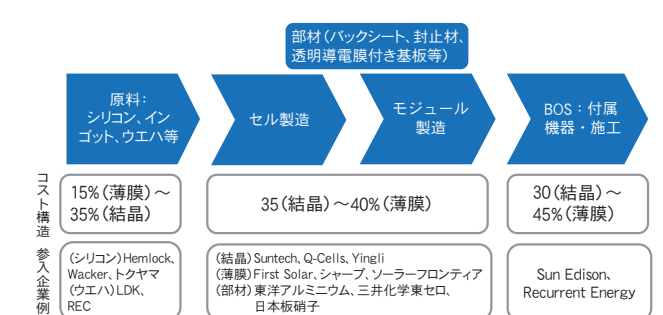 部材（バックシート、封止材、
透明導電膜付き基板等）
原料：
シリコン、イン
ゴット、ウエハ等
セル製造
モジュール
製造
BOS：付属
機器・施工
コスト構造
15%（薄膜）～
35%（結晶）
35（結晶）～40%（薄膜）
30（結晶）～
45%（薄膜）
参入企業例
（シリコン）Hemlock、
Wacker、トクヤマ
（ウエハ）LDK、
REC
（結晶）Suntech、Q-Cells、Yingli
（薄膜）First Solar、シャープ、ソーラーフロンティア
（部材）東洋アルミニウム、三井化学東セロ、
日本板硝子
Sun Edison、
Recurrent Energy